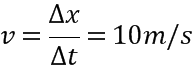 v = Δx/Δt = 10m/s